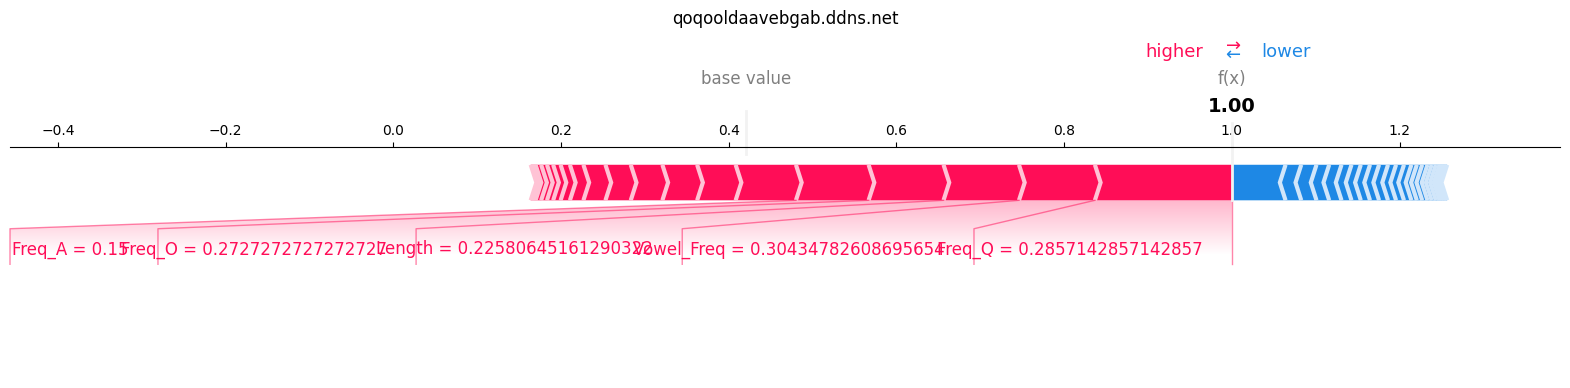 qoqooldaavebgab.ddns.net
higher → ← lower
base value f(x)
1.00
−0.4 −0.2 0.0 0.2 0.4 0.6 0.8 1.0 1.2
Freq_A = 0.15 Freq_O = 0.2727272727272727 Length = 0.22580645161290322 Vowel_Freq = 0.30434782608695654 Freq_Q = 0.2857142857142857